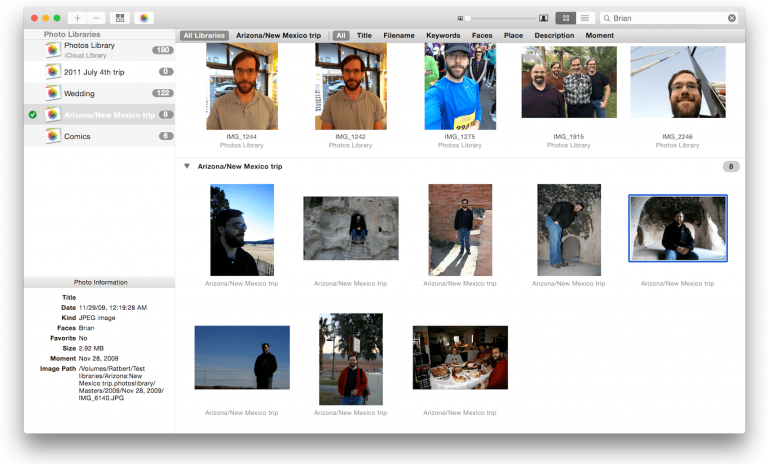 Brian
Photo Libraries
All Libraries Arizona/New Mexico trip All Title Filename Keywords Faces Place Description Moment
Photos Library 180
iCloud Library
2011 July 4th trip 0
Wedding 122
Arizona/New Mexico trip 8
Comics 6
IMG_1244 IMG_1242 IMG_1275 IMG_1915 IMG_2246
Photos Library Photos Library Photos Library Photos Library Photos Library
Arizona/New Mexico trip 8
Arizona/New Mexico trip Arizona/New Mexico trip Arizona/New Mexico trip Arizona/New Mexico trip Arizona/New Mexico trip
Arizona/New Mexico trip Arizona/New Mexico trip Arizona/New Mexico trip
Photo Information
Title
Date 11/29/09, 12:19:28 AM
Kind JPEG image
Faces Brian
Favorite No
Size 2.92 MB
Moment Nov 28, 2009
Image Path /Volumes/Ratbert/Test
libraries/Arizona:New
Mexico trip.photoslibrary/
Masters/2009/Nov 28, 2009/
IMG_6140.JPG